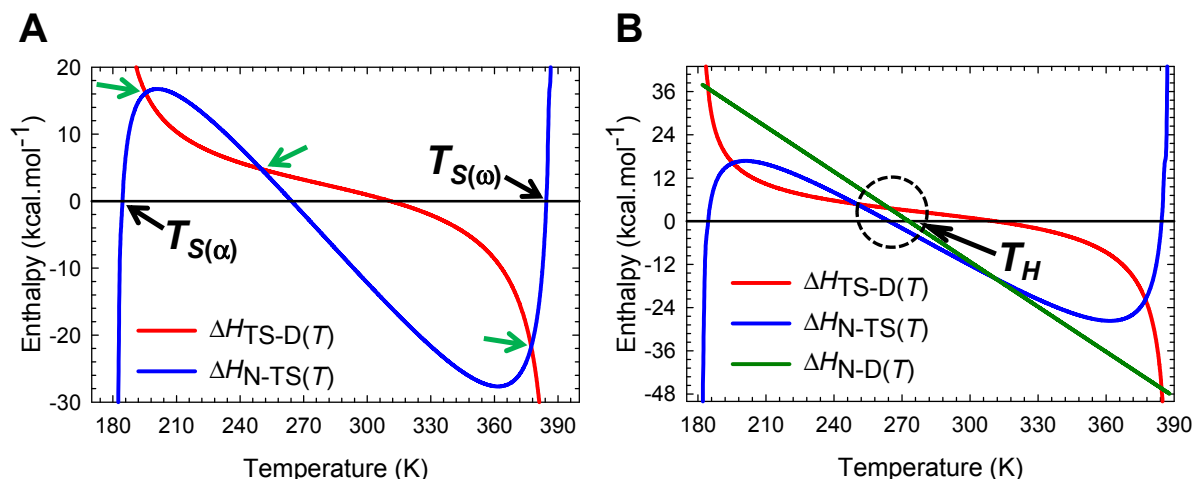 A
B
Enthalpy (kcal.mol⁻¹)
20
10
0
-10
-20
-30
T_S(α)
T_S(ω)
ΔH_TS-D(T)
ΔH_N-TS(T)
180 210 240 270 300 330 360 390
Temperature (K)
Enthalpy (kcal.mol⁻¹)
36
24
12
0
-12
-24
-36
-48
T_H
ΔH_TS-D(T)
ΔH_N-TS(T)
ΔH_N-D(T)
180 210 240 270 300 330 360 390
Temperature (K)